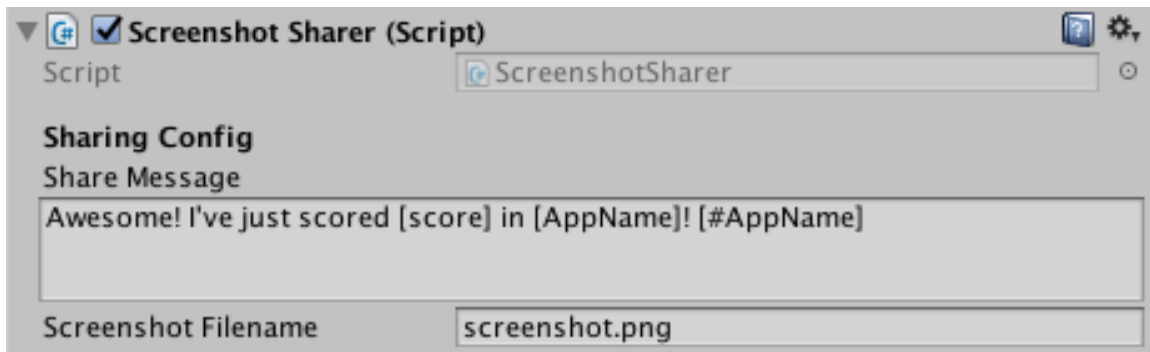 Screenshot Sharer (Script)
Script ScreenshotSharer
Sharing Config
Share Message
Awesome! I've just scored [score] in [AppName]! [#AppName]
Screenshot Filename screenshot.png